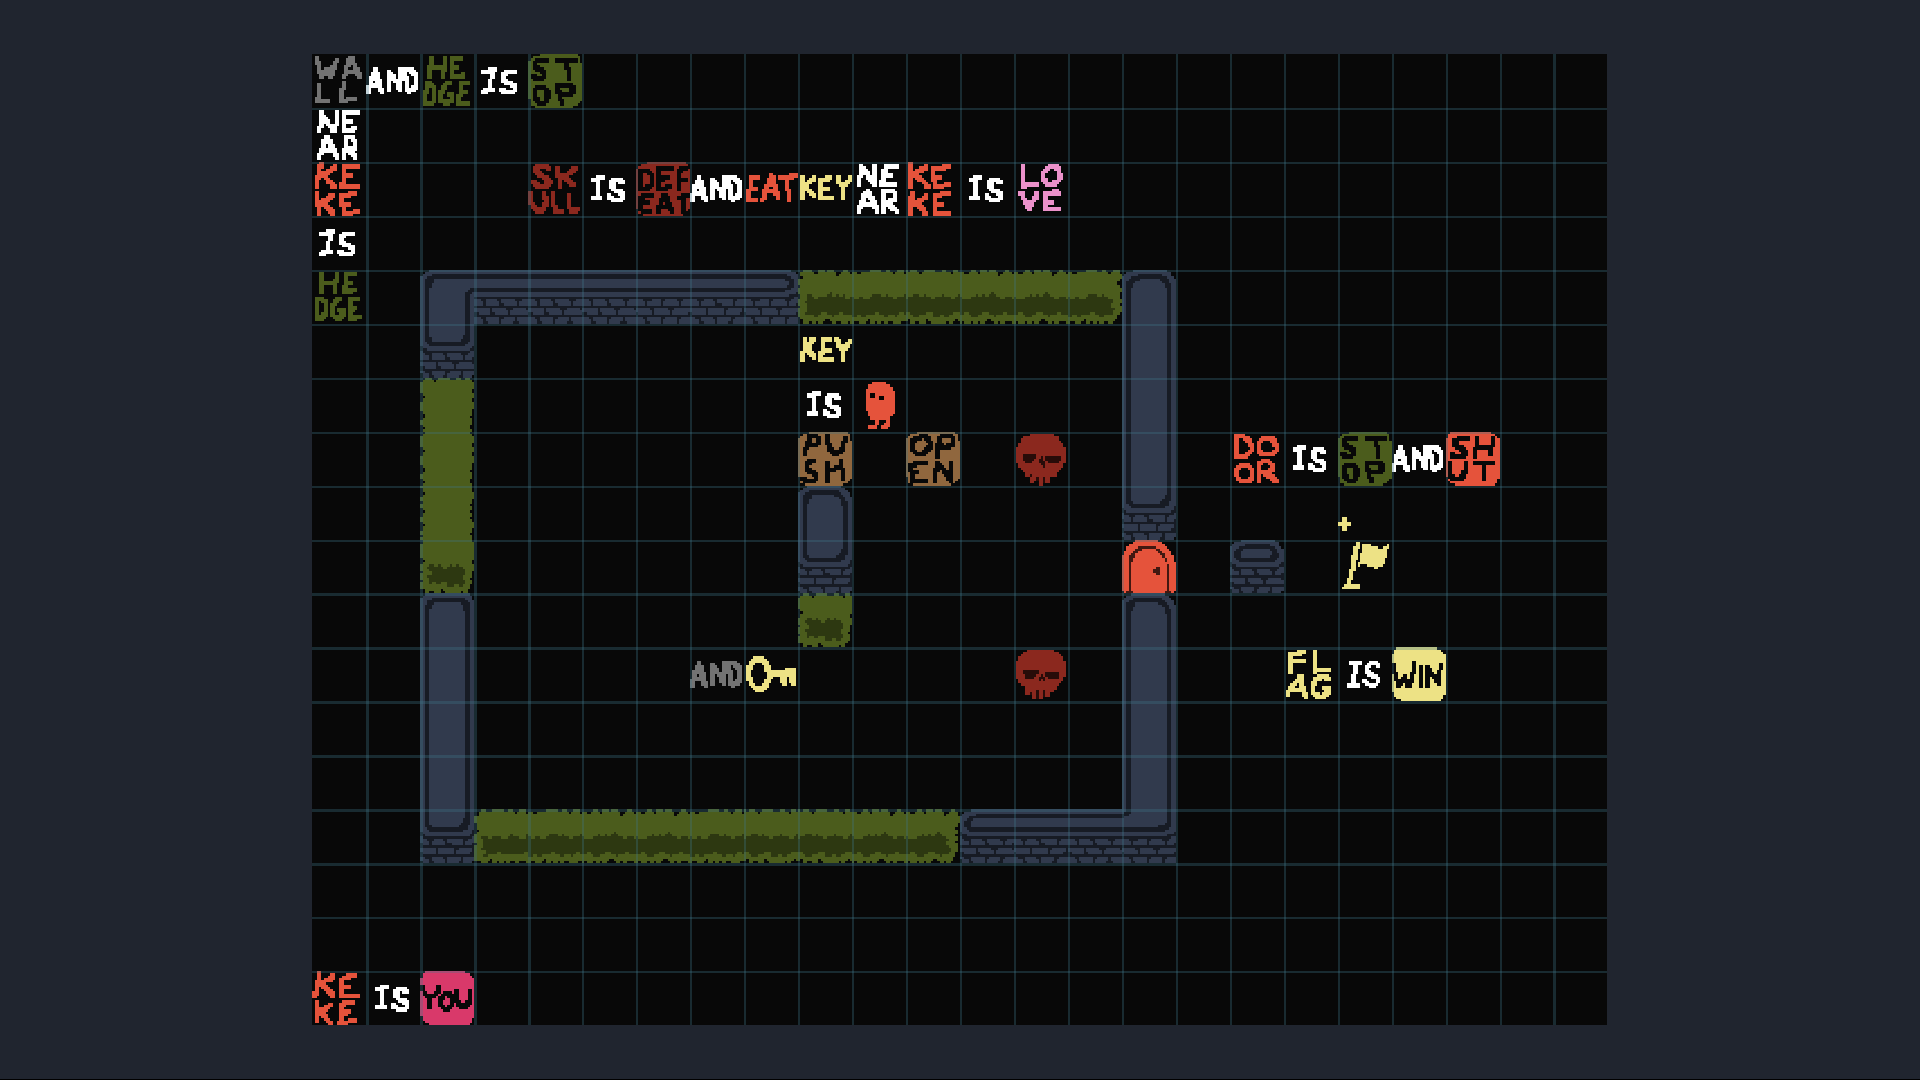 WALL AND HEDGE IS STOP
NEAR
KEKE SKULL IS DEFEAT AND EAT KEY NEAR KEKE IS LOVE
IS
HEDGE
KEY
IS
PUSH OPEN DOOR IS STOP AND SHUT
AND FLAG IS WIN
KEKE IS YOU